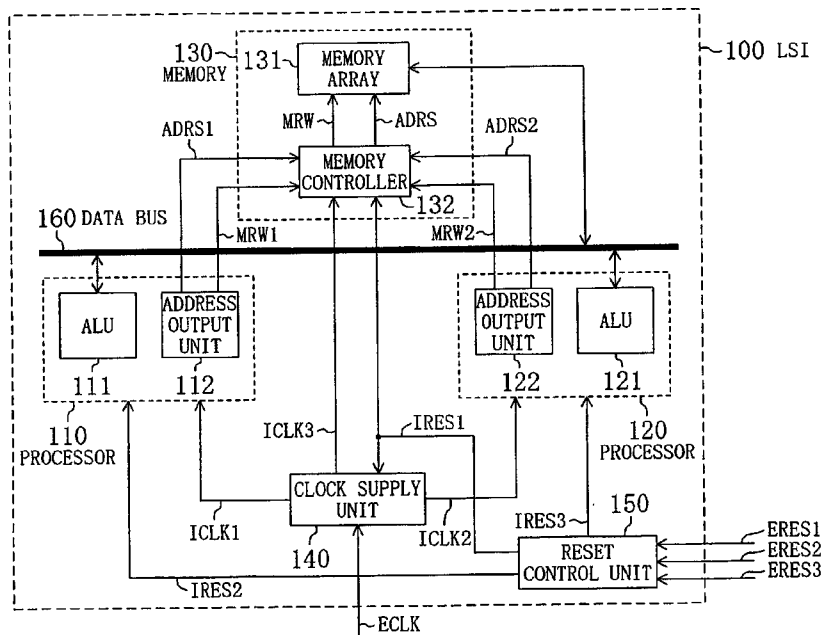 130
MEMORY
131
MEMORY
ARRAY
100 LSI
MRW
ADRS
ADRS1
ADRS2
MEMORY
CONTROLLER
132
160 DATA BUS
MRW1
MRW2
ALU
ADDRESS
OUTPUT
UNIT
ADDRESS
OUTPUT
UNIT
ALU
111
112
122
121
110
PROCESSOR
ICLK3
IRES1
120
PROCESSOR
CLOCK SUPPLY
UNIT
ICLK1
140
ICLK2
IRES3
150
RESET
CONTROL UNIT
ERES1
ERES2
ERES3
IRES2
ECLK